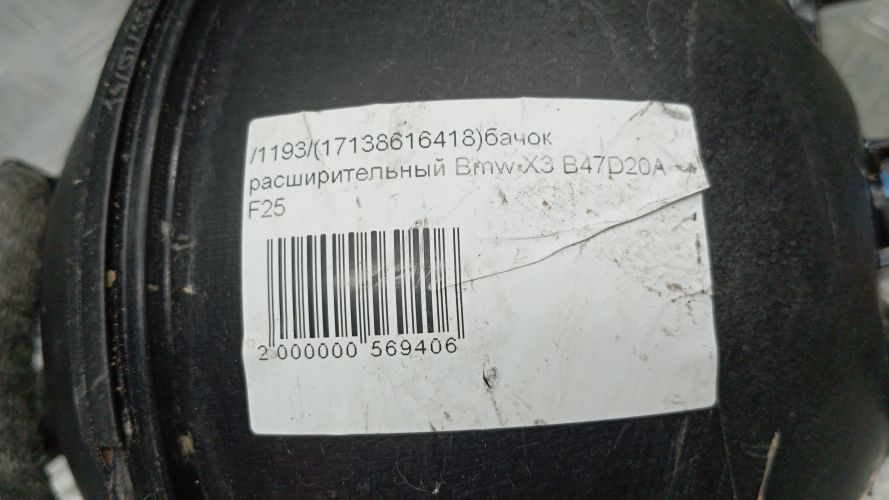 /1193/(17138616418)бачок
расширительный Bmw X3 B47D20A
F25
2 000000 569406